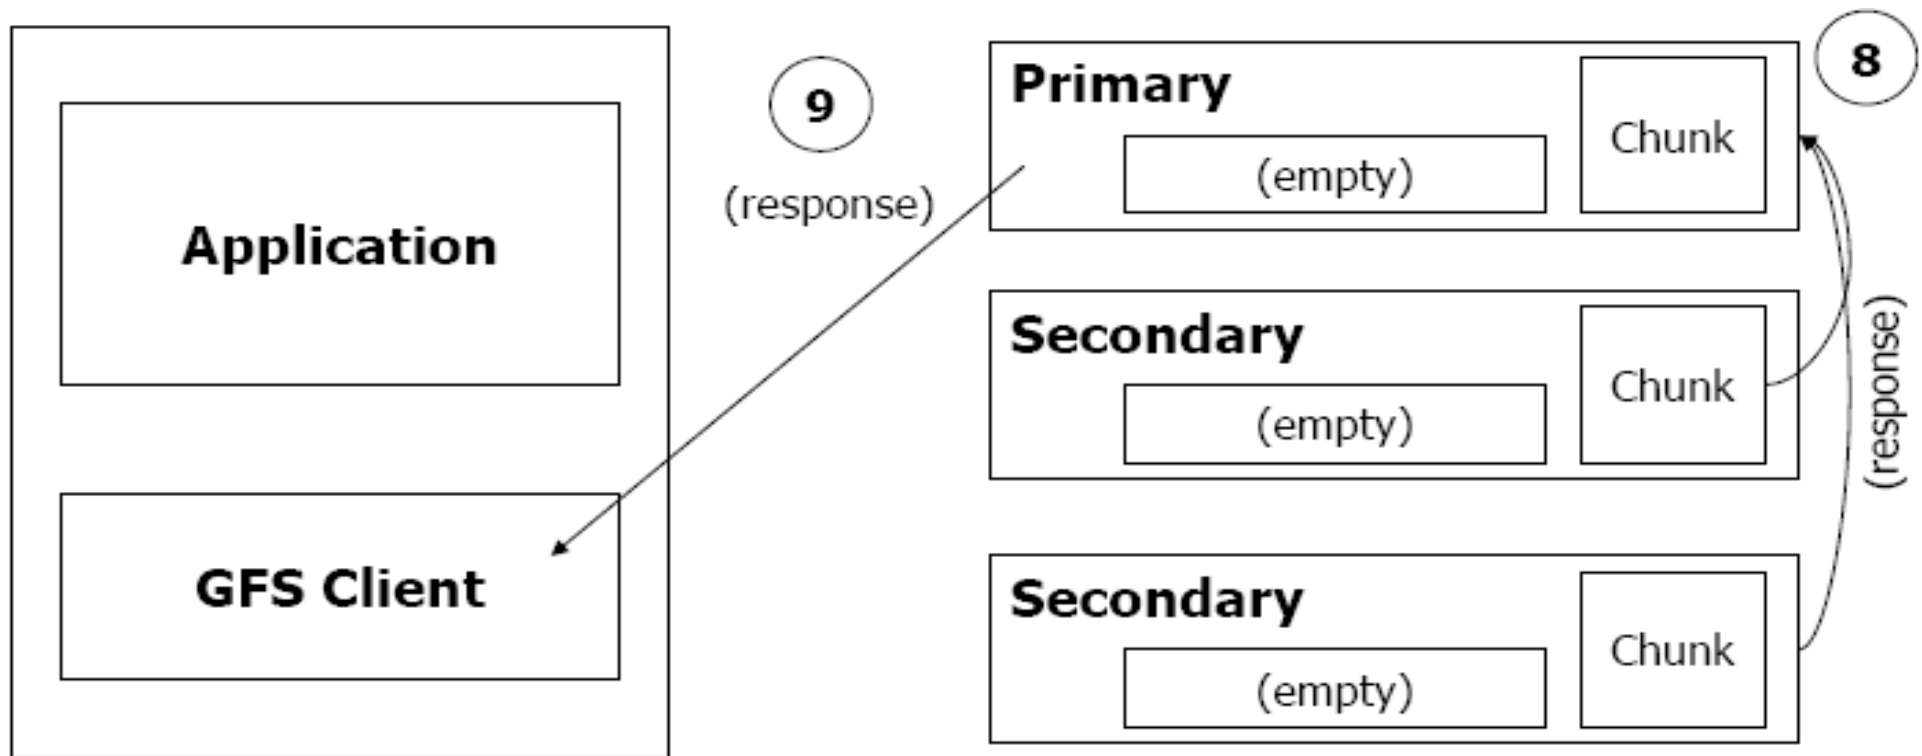 Application
GFS Client
9
(response)
Primary
(empty)
Chunk
8
Secondary
(empty)
Chunk
(response)
Secondary
(empty)
Chunk